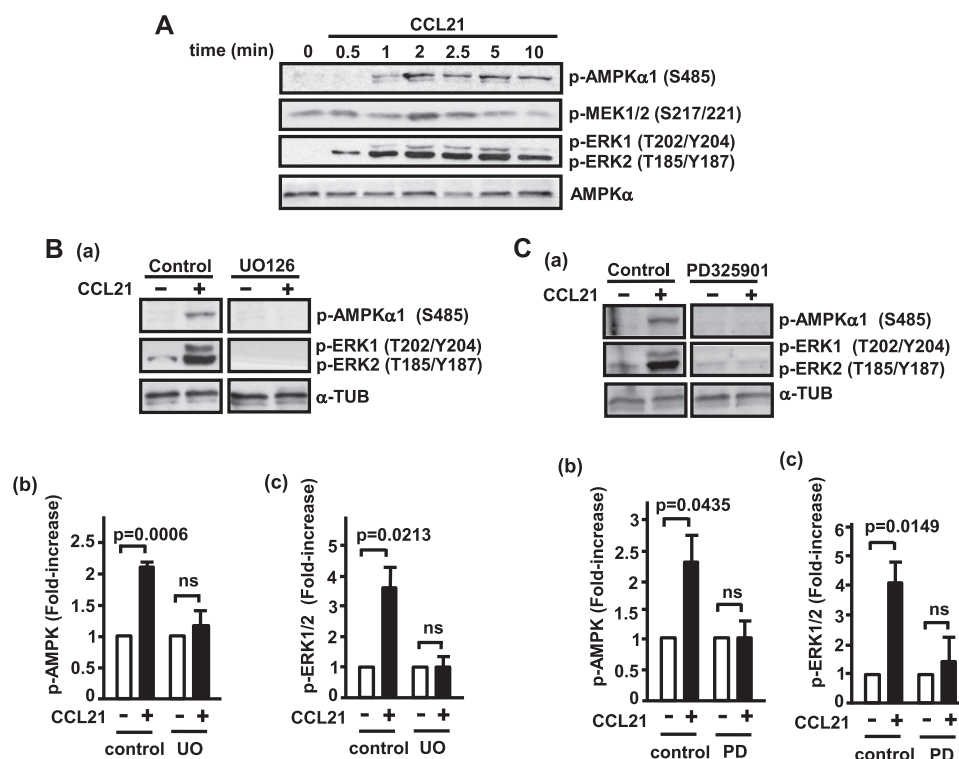 A
CCL21
time (min) 0 0.5 1 2 2.5 5 10
p-AMPKα1 (S485)
p-MEK1/2 (S217/221)
p-ERK1 (T202/Y204)
p-ERK2 (T185/Y187)
AMPKα
B (a)
Control UO126
CCL21 – + – +
p-AMPKα1 (S485)
p-ERK1 (T202/Y204)
p-ERK2 (T185/Y187)
α-TUB
C (a)
Control PD325901
CCL21 – + – +
p-AMPKα1 (S485)
p-ERK1 (T202/Y204)
p-ERK2 (T185/Y187)
α-TUB
(b)
p-AMPK (Fold-increase)
2.5
2
1.5
1
0.5
0
p=0.0006
ns
CCL21 - + - +
control UO
(c)
p-ERK1/2 (Fold-increase)
5
4
3
2
1
0
p=0.0213
ns
CCL21 - + - +
control UO
(b)
p-AMPK (Fold-increase)
3
2.5
2
1.5
1
0.5
0
p=0.0435
ns
CCL21 - + - +
control PD
(c)
p-ERK1/2 (Fold-increase)
6
5
4
3
2
1
0
p=0.0149
ns
CCL21 - + - +
control PD